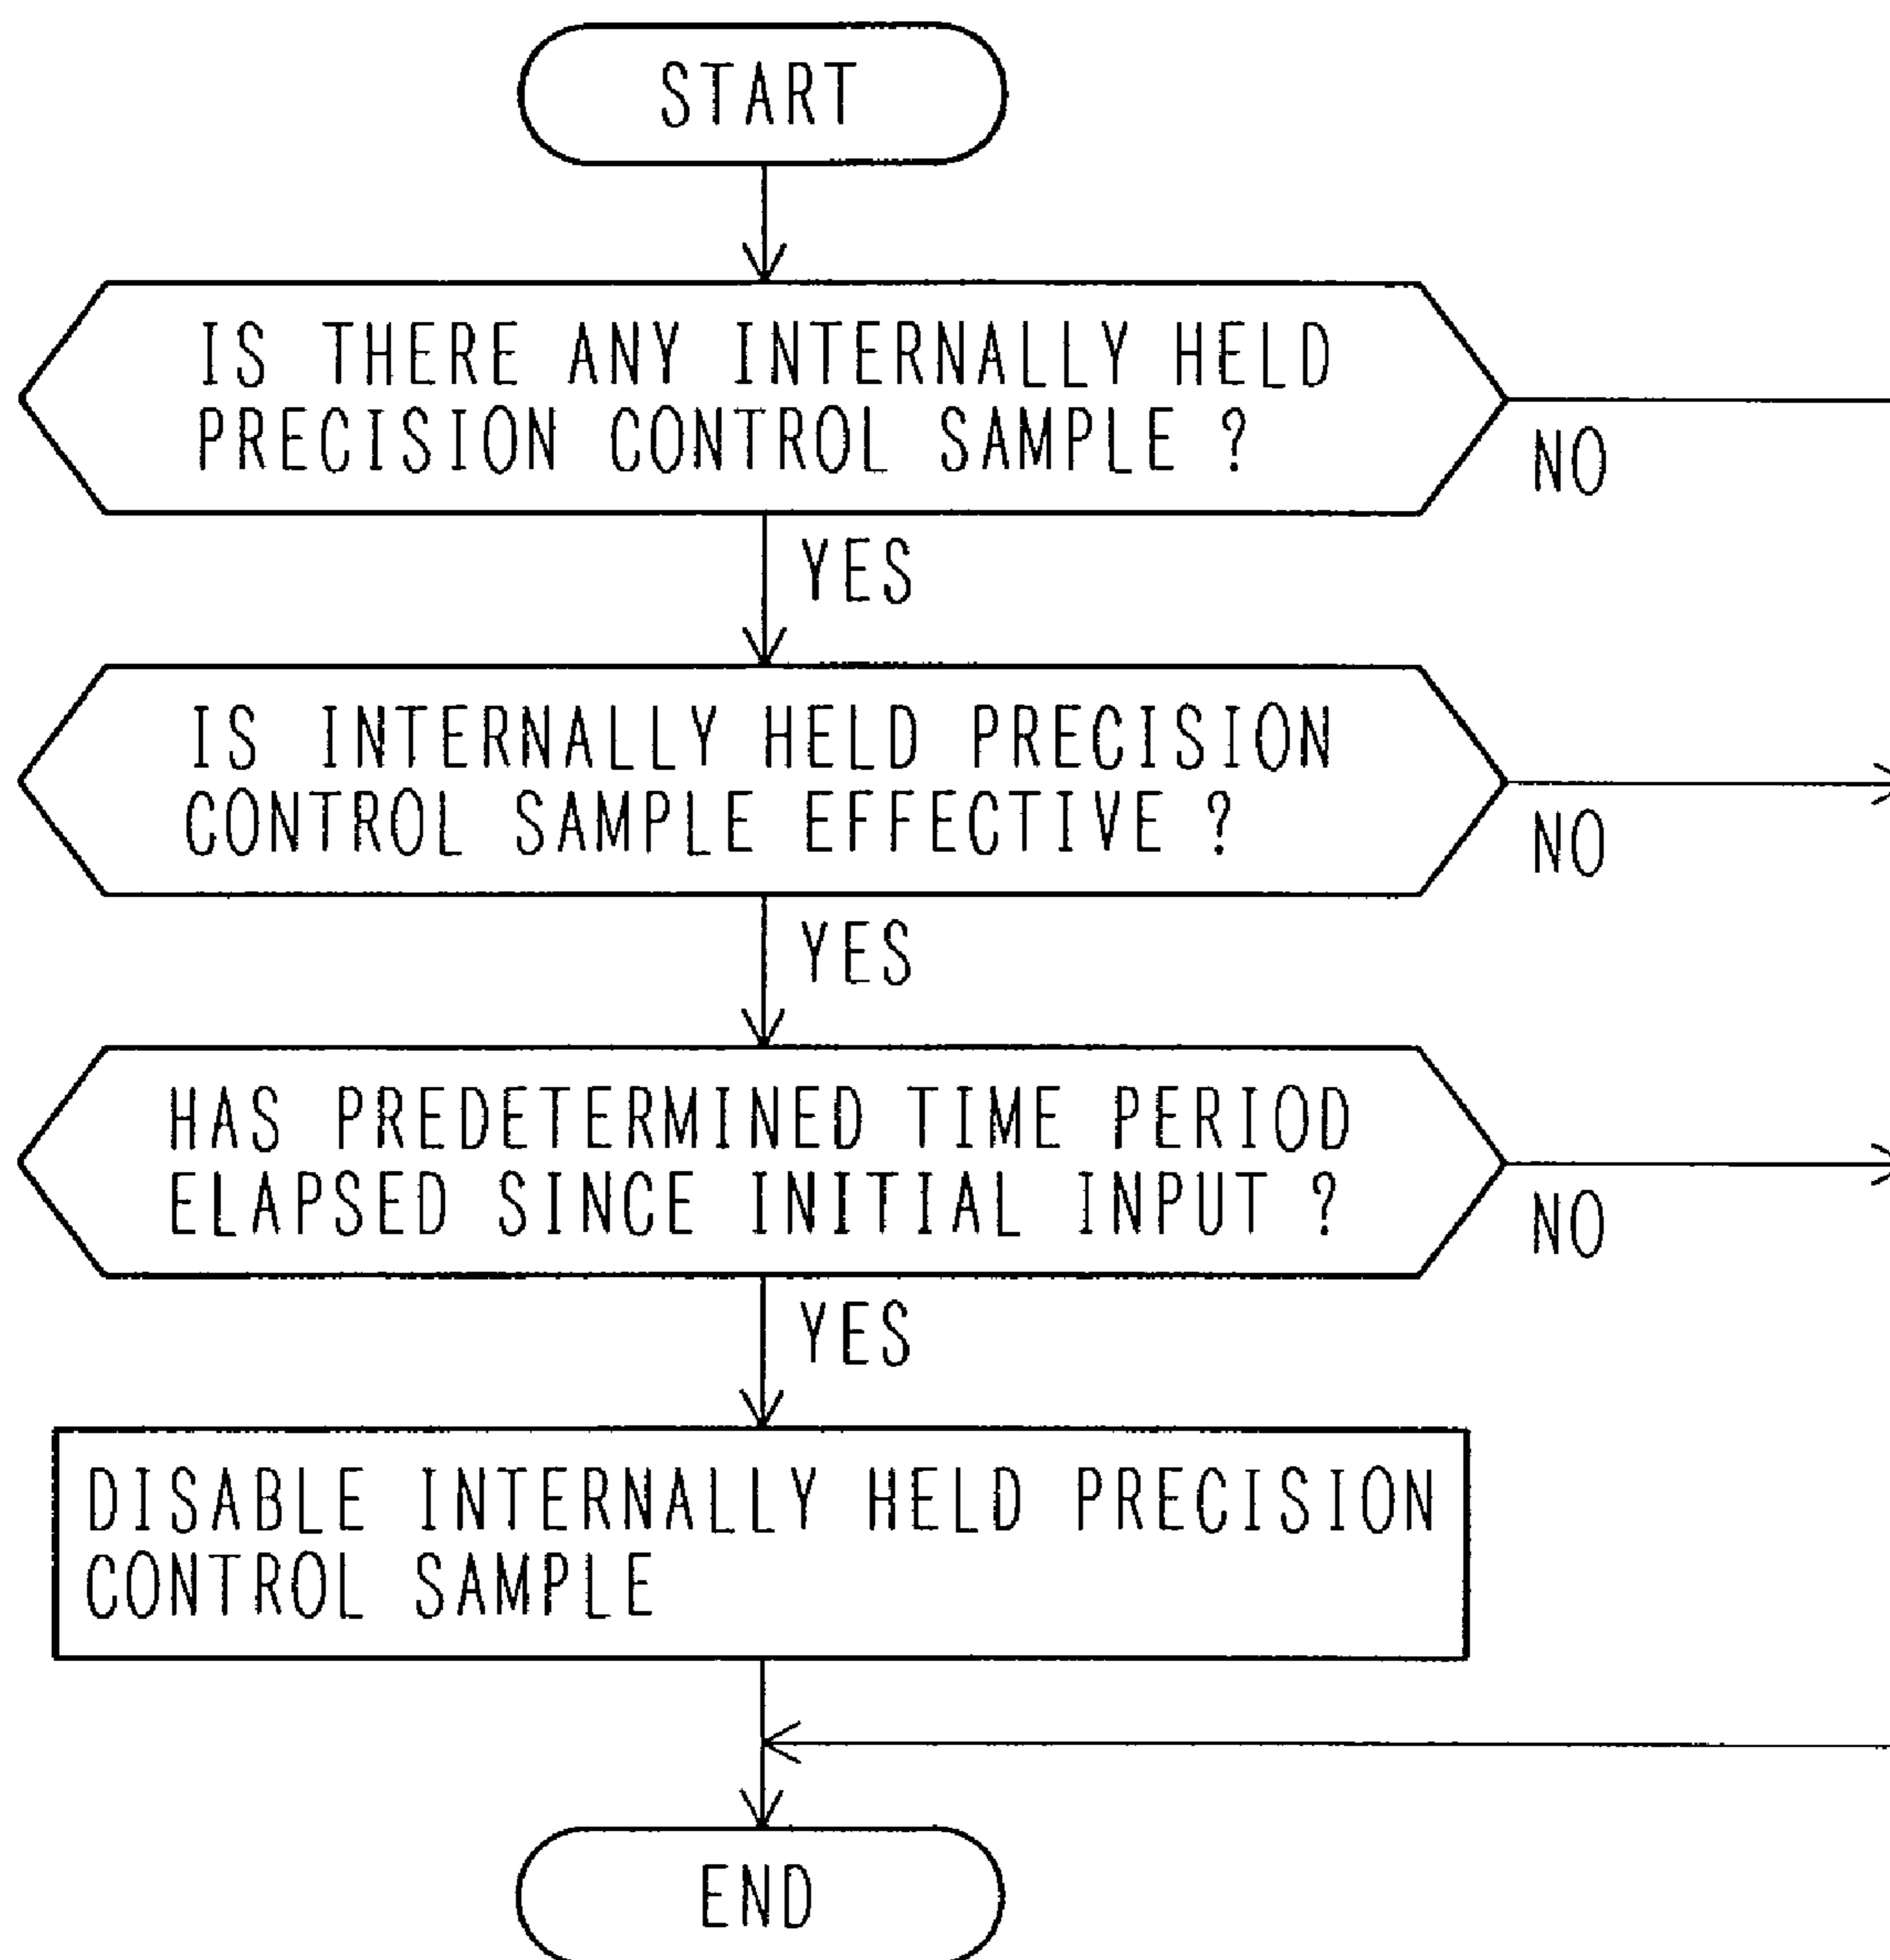 START
IS THERE ANY INTERNALLY HELD
PRECISION CONTROL SAMPLE ?
NO
YES
IS INTERNALLY HELD PRECISION
CONTROL SAMPLE EFFECTIVE ?
NO
YES
HAS PREDETERMINED TIME PERIOD
ELAPSED SINCE INITIAL INPUT ?
NO
YES
DISABLE INTERNALLY HELD PRECISION
CONTROL SAMPLE
END